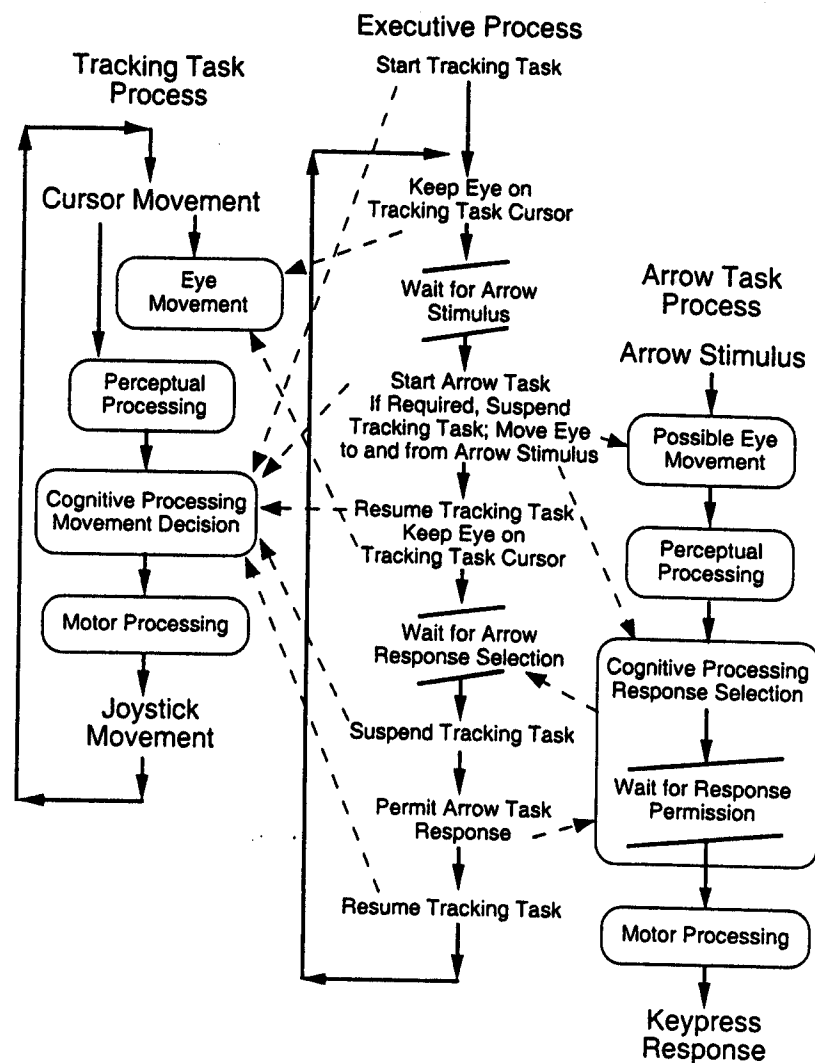 Executive Process
Tracking Task
Process
Start Tracking Task
Cursor Movement
Keep Eye on
Tracking Task Cursor
Eye
Movement
Wait for Arrow
Stimulus
Arrow Task
Process
Arrow Stimulus
Perceptual
Processing
Start Arrow Task
If Required, Suspend
Tracking Task; Move Eye
to and from Arrow Stimulus
Possible Eye
Movement
Cognitive Processing
Movement Decision
Resume Tracking Task
Keep Eye on
Tracking Task Cursor
Perceptual
Processing
Motor Processing
Wait for Arrow
Response Selection
Cognitive Processing
Response Selection
Joystick
Movement
Suspend Tracking Task
Wait for Response
Permission
Permit Arrow Task
Response
Resume Tracking Task
Motor Processing
Keypress
Response